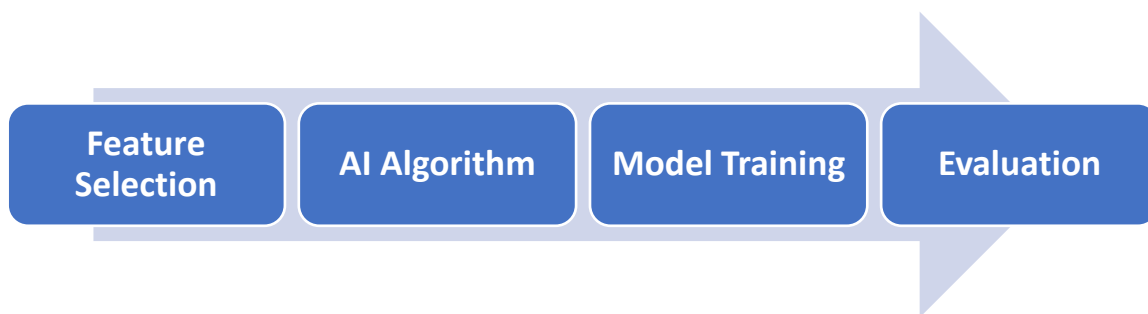 Feature
Selection
AI Algorithm
Model Training
Evaluation